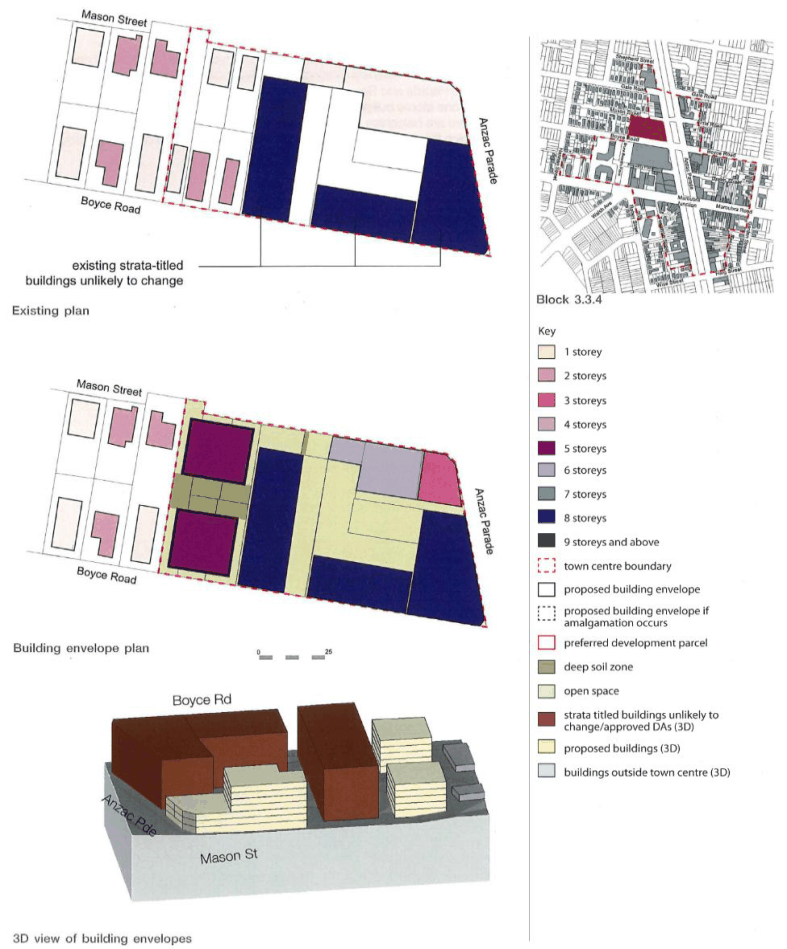 Mason Street
Anzac Parade
Boyce Road
existing strata-titled
buildings unlikely to change
Existing plan
Mason Street
Anzac Parade
Boyce Road
Building envelope plan
0 25
Boyce Rd
Anzac Pde
Mason St
3D view of building envelopes
Block 3.3.4
Key
1 storey
2 storeys
3 storeys
4 storeys
5 storeys
6 storeys
7 storeys
8 storeys
9 storeys and above
town centre boundary
proposed building envelope
proposed building envelope if
amalgamation occurs
preferred development parcel
deep soil zone
open space
strata titled buildings unlikely to
change/approved DAs (3D)
proposed buildings (3D)
buildings outside town centre (3D)